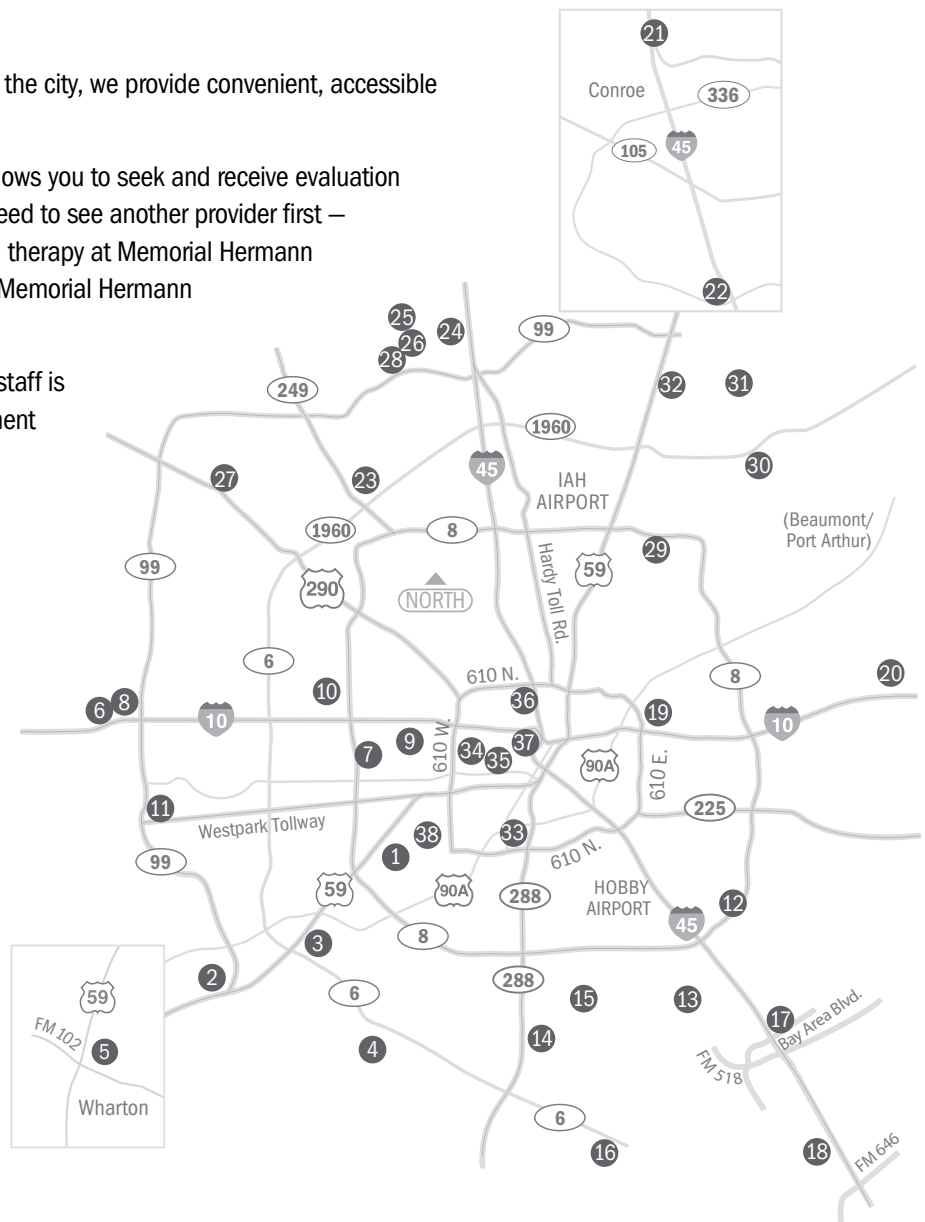 the city, we provide convenient, accessible
ows you to seek and receive evaluation
eed to see another provider first –
therapy at Memorial Hermann
Memorial Hermann
staff is
ment
21
Conroe
336
105
45
22
25
26
24
28
99
249
32
31
1960
45
30
27
23
IAH
AIRPORT
(Beaumont/
Port Arthur)
1960
8
29
99
290
NORTH
Hardy Toll Rd.
59
6
610 N.
8
20
10
36
6
8
10
19
10
7
9
610 W.
34
35
37
90A
610 E.
11
Westpark Tollway
225
1
38
33
610 N.
99
59
90A
288
HOBBY
AIRPORT
12
45
3
8
2
288
6
15
13
17
Bay Area Blvd.
59
FM 102
5
Wharton
4
14
FM 518
6
16
18
FM 646